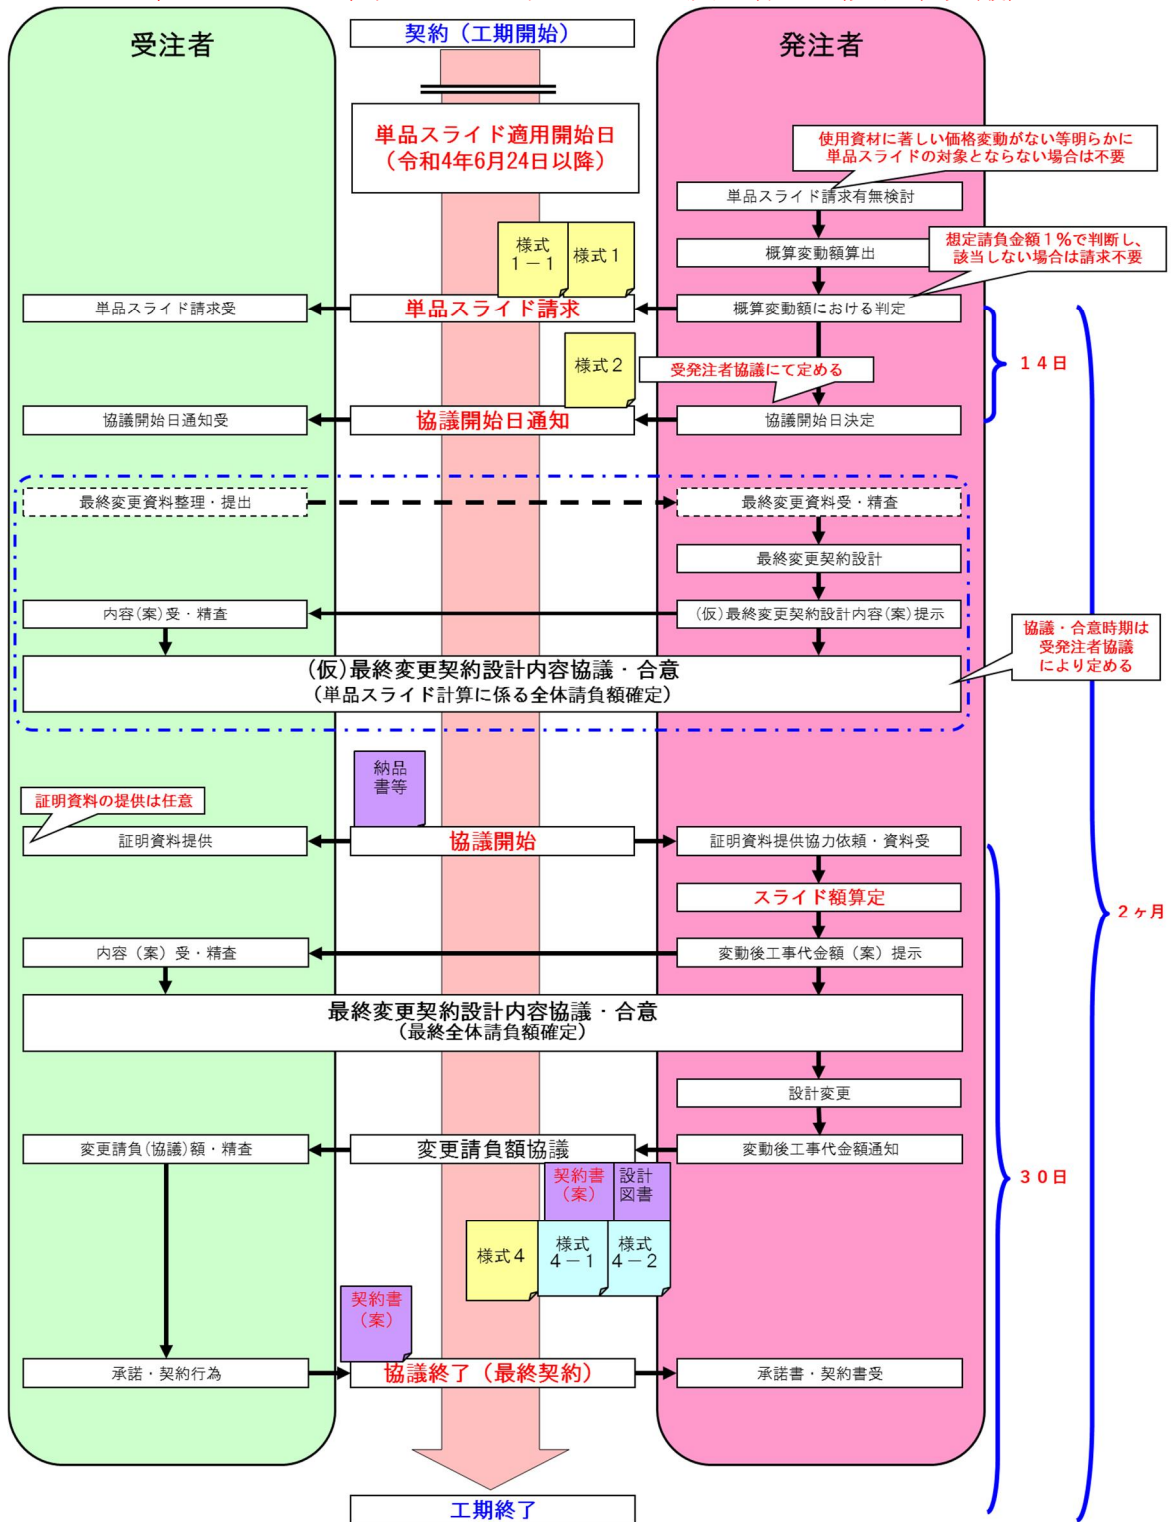 受注者
契約（工期開始）
発注者
単品スライド適用開始日
（令和4年6月24日以降）
使用資材に著しい価格変動がない等明らかに
単品スライドの対象とならない場合は不要
単品スライド請求有無検討
様式
１－１
様式１
概算変動額算出
想定請負金額１％で判断し、
該当しない場合は請求不要
単品スライド請求受
単品スライド請求
概算変動額における判定
１４日
様式２
受発注者協議にて定める
協議開始日通知受
協議開始日通知
協議開始日決定
最終変更資料整理・提出
最終変更資料受・精査
最終変更契約設計
内容(案)受・精査
(仮)最終変更契約設計内容(案)提示
協議・合意時期は
受発注者協議
により定める
(仮)最終変更契約設計内容協議・合意
（単品スライド計算に係る全体請負額確定）
納品
書等
証明資料の提供は任意
証明資料提供
協議開始
証明資料提供協力依頼・資料受
スライド額算定
２ヶ月
内容（案）受・精査
変動後工事代金額（案）提示
最終変更契約設計内容協議・合意
（最終全体請負額確定）
設計変更
変更請負(協議)額・精査
変更請負額協議
変動後工事代金額通知
３０日
契約書
（案）
設計
図書
様式４
様式
４－１
様式
４－２
契約書
（案）
承諾・契約行為
協議終了（最終契約）
承諾書・契約書受
工期終了